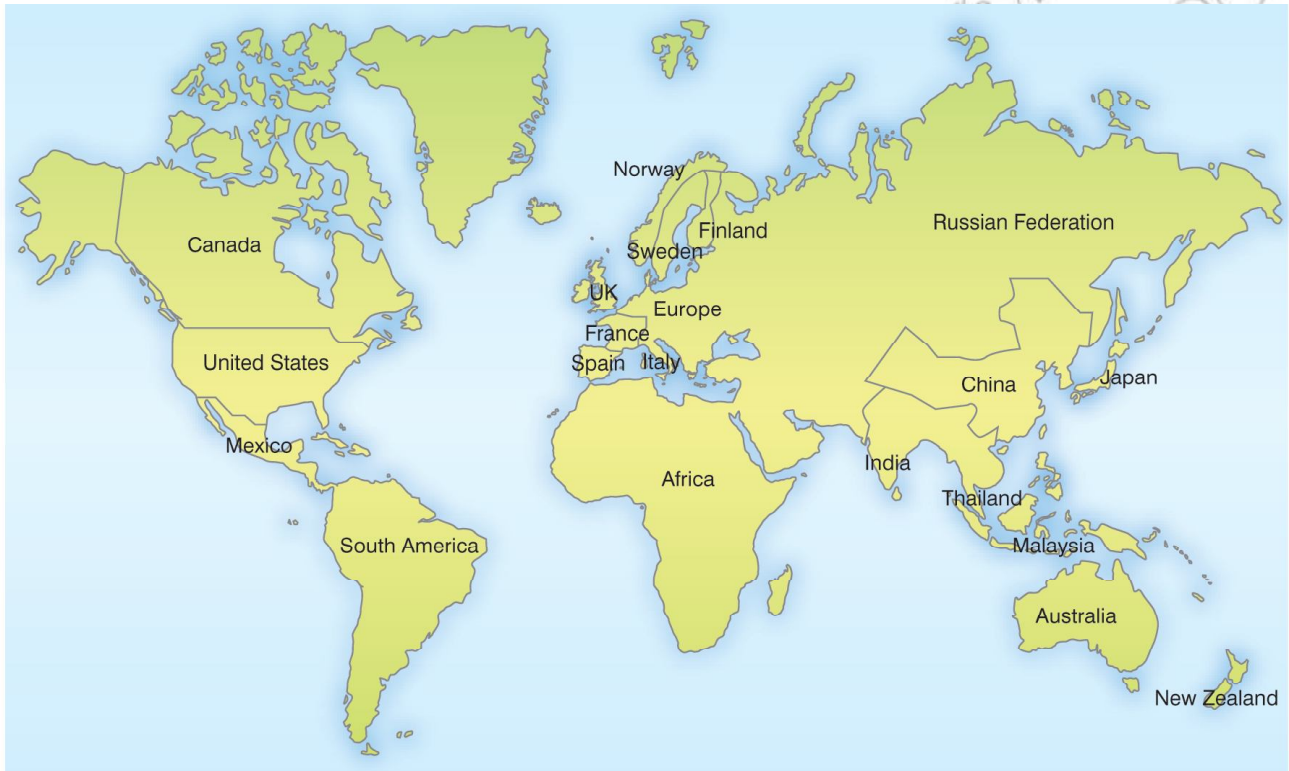 Norway
Canada
Finland
Russian Federation
Sweden
UK
Europe
France
United States
Spain
Italy
China
Japan
Mexico
India
Africa
Thailand
South America
Malaysia
Australia
New Zealand